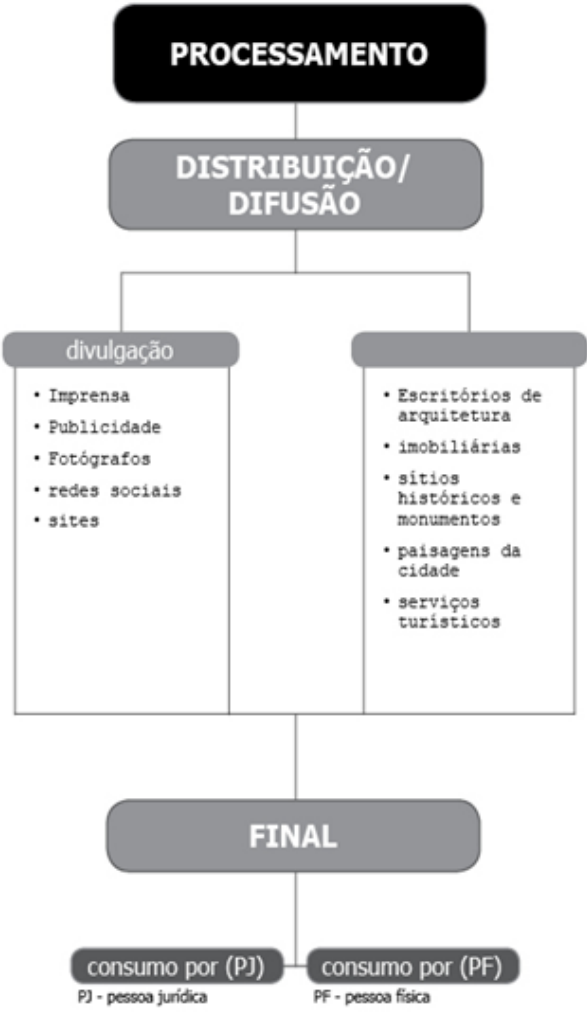 PROCESSAMENTO
DISTRIBUIÇÃO/
DIFUSÃO
divulgação
• Imprensa
• Publicidade
• Fotógrafos
• redes sociais
• sites
• Escritórios de
arquitetura
• imobiliárias
• sítios
históricos e
monumentos
• paisagens da
cidade
• serviços
turísticos
FINAL
consumo por (PJ)
PJ - pessoa jurídica
consumo por (PF)
PF - pessoa física